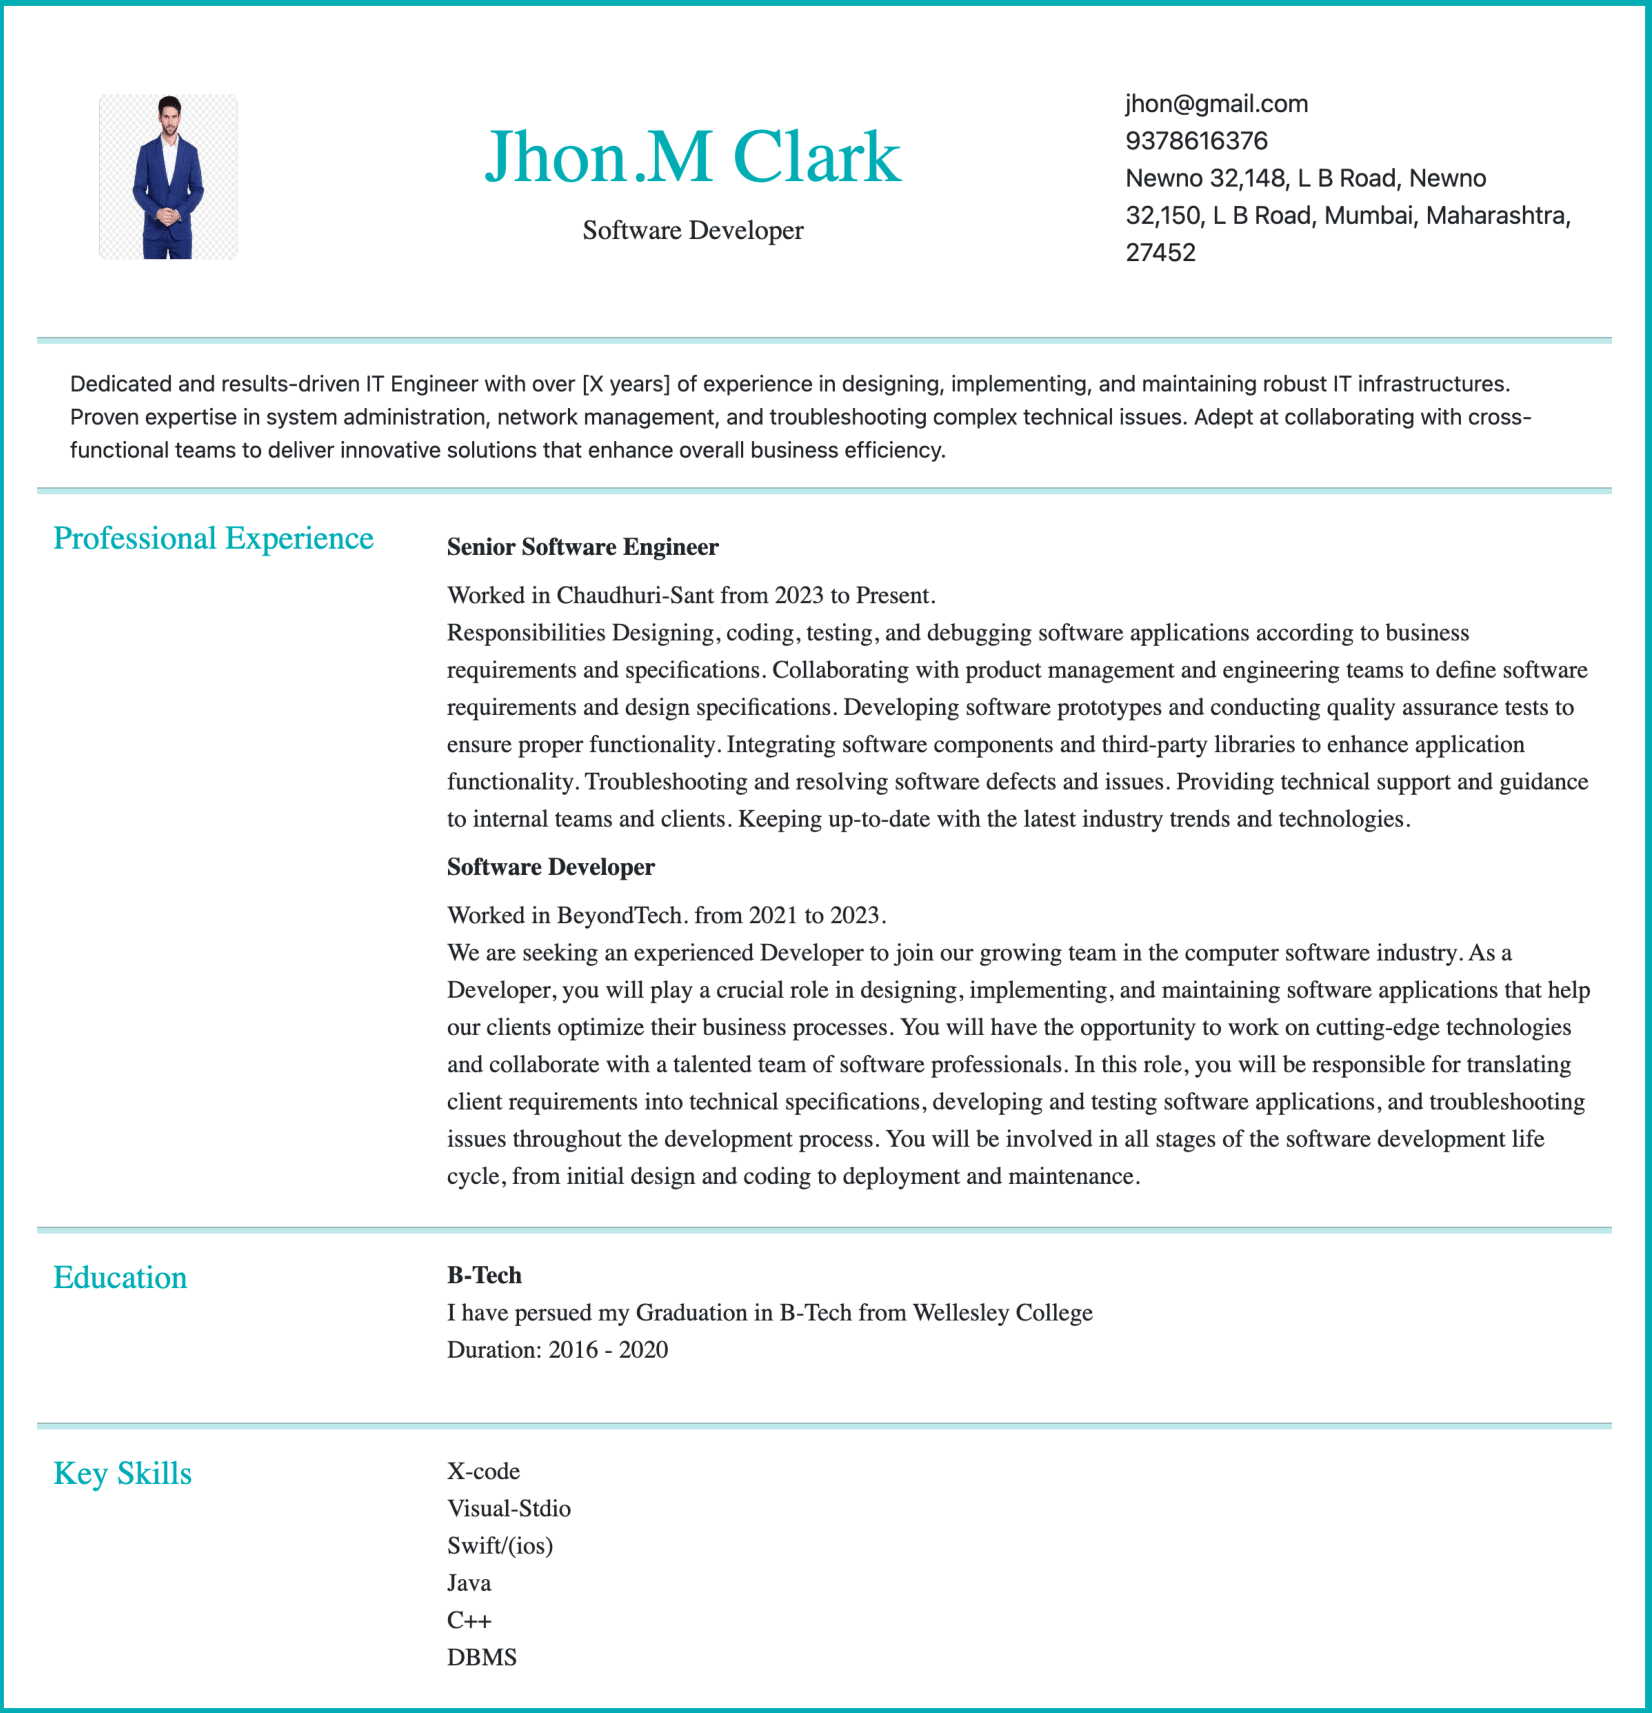 Jhon.M Clark
Software Developer
jhon@gmail.com
9378616376
Newno 32,148, L B Road, Newno
32,150, L B Road, Mumbai, Maharashtra,
27452
Dedicated and results-driven IT Engineer with over [X years] of experience in designing, implementing, and maintaining robust IT infrastructures.
Proven expertise in system administration, network management, and troubleshooting complex technical issues. Adept at collaborating with cross-
functional teams to deliver innovative solutions that enhance overall business efficiency.
Professional Experience
Senior Software Engineer
Worked in Chaudhuri-Sant from 2023 to Present.
Responsibilities Designing, coding, testing, and debugging software applications according to business
requirements and specifications. Collaborating with product management and engineering teams to define software
requirements and design specifications. Developing software prototypes and conducting quality assurance tests to
ensure proper functionality. Integrating software components and third-party libraries to enhance application
functionality. Troubleshooting and resolving software defects and issues. Providing technical support and guidance
to internal teams and clients. Keeping up-to-date with the latest industry trends and technologies.
Software Developer
Worked in BeyondTech. from 2021 to 2023.
We are seeking an experienced Developer to join our growing team in the computer software industry. As a
Developer, you will play a crucial role in designing, implementing, and maintaining software applications that help
our clients optimize their business processes. You will have the opportunity to work on cutting-edge technologies
and collaborate with a talented team of software professionals. In this role, you will be responsible for translating
client requirements into technical specifications, developing and testing software applications, and troubleshooting
issues throughout the development process. You will be involved in all stages of the software development life
cycle, from initial design and coding to deployment and maintenance.
Education
B-Tech
I have persued my Graduation in B-Tech from Wellesley College
Duration: 2016 - 2020
Key Skills
X-code
Visual-Stdio
Swift/(ios)
Java
C++
DBMS